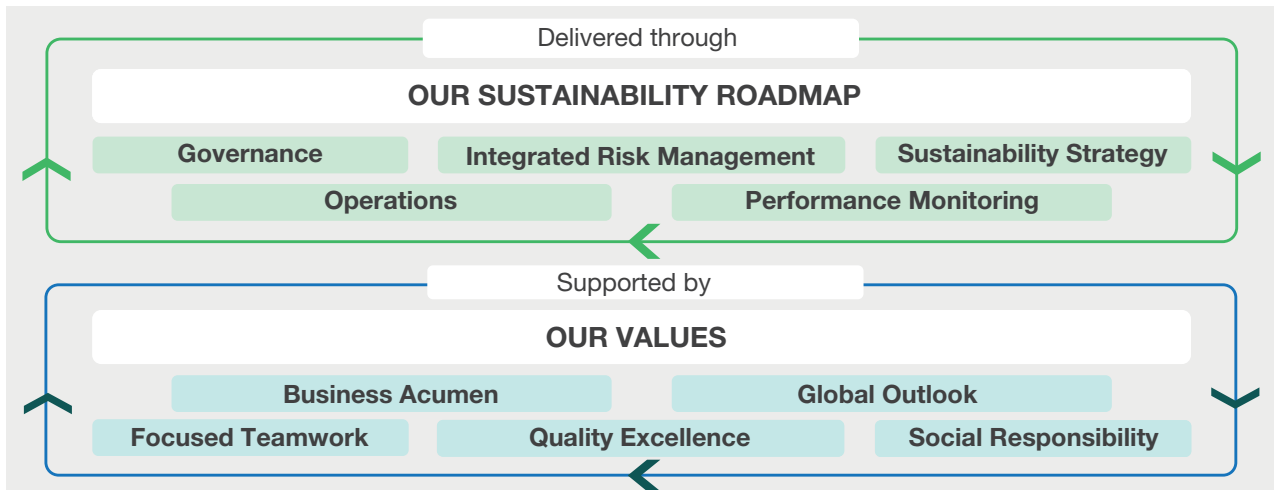 Delivered through
OUR SUSTAINABILITY ROADMAP
Governance
Integrated Risk Management
Sustainability Strategy
Operations
Performance Monitoring
Supported by
OUR VALUES
Business Acumen
Global Outlook
Focused Teamwork
Quality Excellence
Social Responsibility